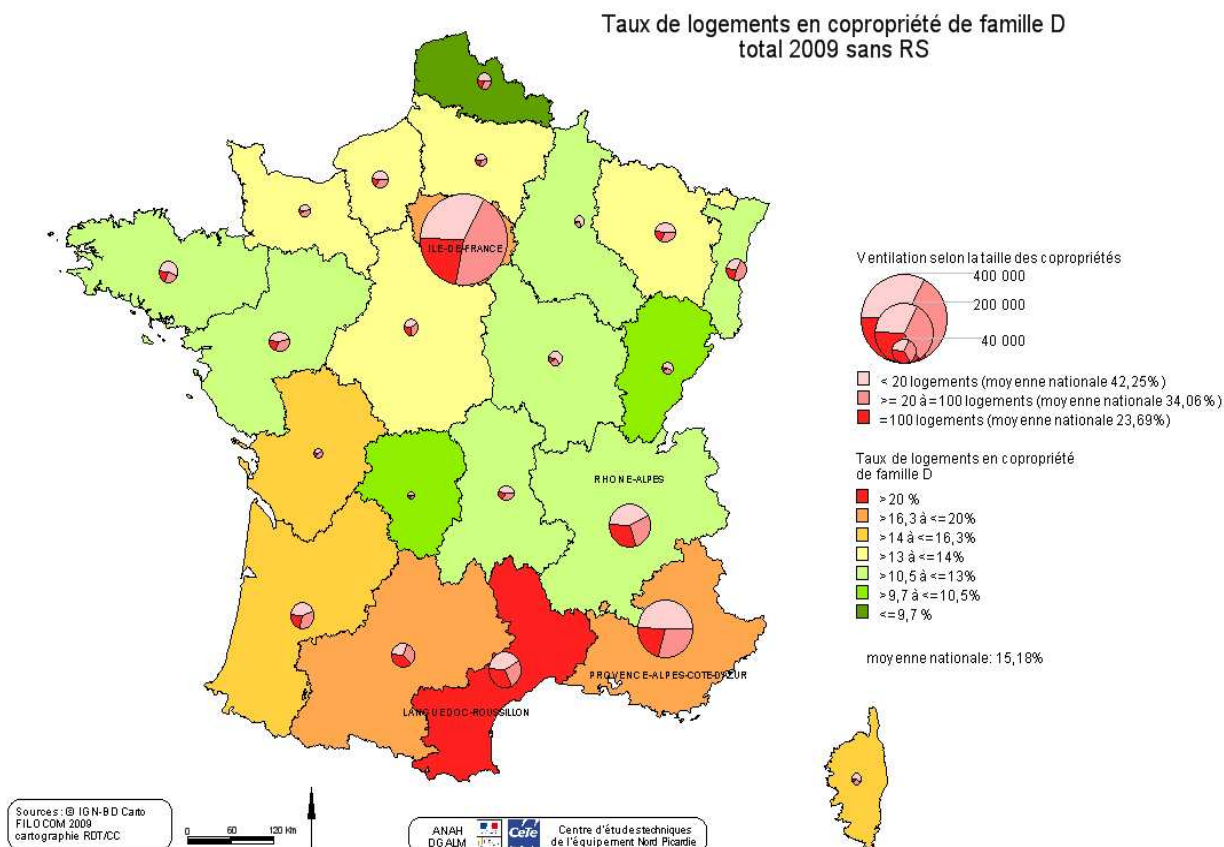 Taux de logements en copropriété de famille D
total 2009 sans RS
ILE-DE-FRANCE
RHONE-ALPES
PROVENCE-ALPES-COTE-D'AZUR
LANGUEDOC-ROUSSILLON
Ventilation selon la taille des copropriétés
400 000
200 000
40 000
< 20 logements (moyenne nationale 42,25%)
>= 20 à =100 logements (moyenne nationale 34,06%)
=100 logements (moyenne nationale 23,69%)
Taux de logements en copropriété
de famille D
>20 %
>16,3 à <=20%
>14 à <=16,3%
>13 à <=14%
>10,5 à <=13%
>9,7 à <=10,5%
<=9,7 %
moyenne nationale: 15,18%
Sources : © IGN-BD Carto
FILOCOM 2009
cartographie RDT/CC
0 60 120 Km
ANAH
DGALM
CeTe
Centre d'études techniques
de l'équipement Nord Picardie